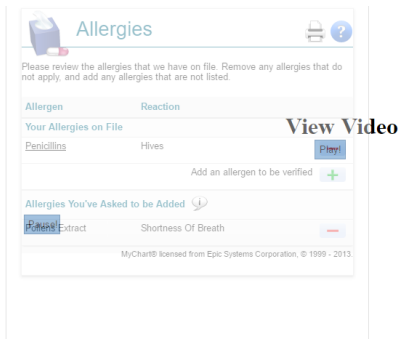 Allergies
?
Please review the allergies that we have on file. Remove any allergies that do
not apply, and add any allergies that are not listed.
Allergen Reaction
Your Allergies on File
View Video
Penicillins Hives
Play!
Add an allergen to be verified +
Allergies You've Asked to be Added
Pause!
Pollens Extract Shortness Of Breath
MyChart® licensed from Epic Systems Corporation, © 1999 - 2013.